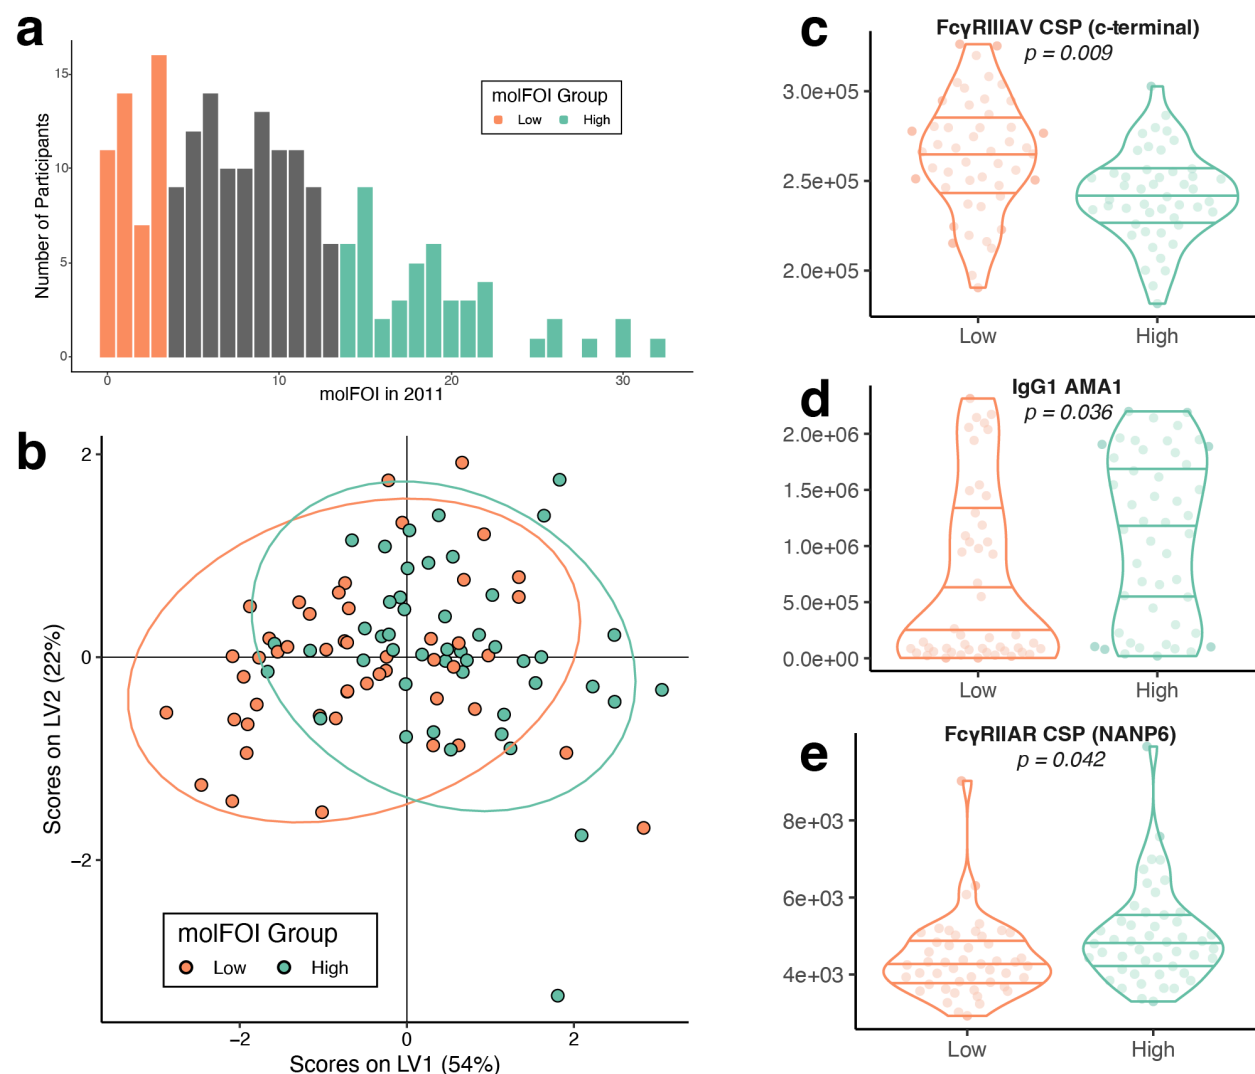 a
15
10
5
0
Number of Participants
molFOI Group
Low High
0 10 20 30
molFOI in 2011
b
2
0
−2
Scores on LV2 (22%)
molFOI Group
Low High
−2 0 2
Scores on LV1 (54%)
c
FcγRIIIAV CSP (c-terminal)
p = 0.009
3.0e+05
2.5e+05
2.0e+05
Low High
d
IgG1 AMA1
p = 0.036
2.0e+06
1.5e+06
1.0e+06
5.0e+05
0.0e+00
Low High
e
FcγRIIAR CSP (NANP6)
p = 0.042
8e+03
6e+03
4e+03
Low High